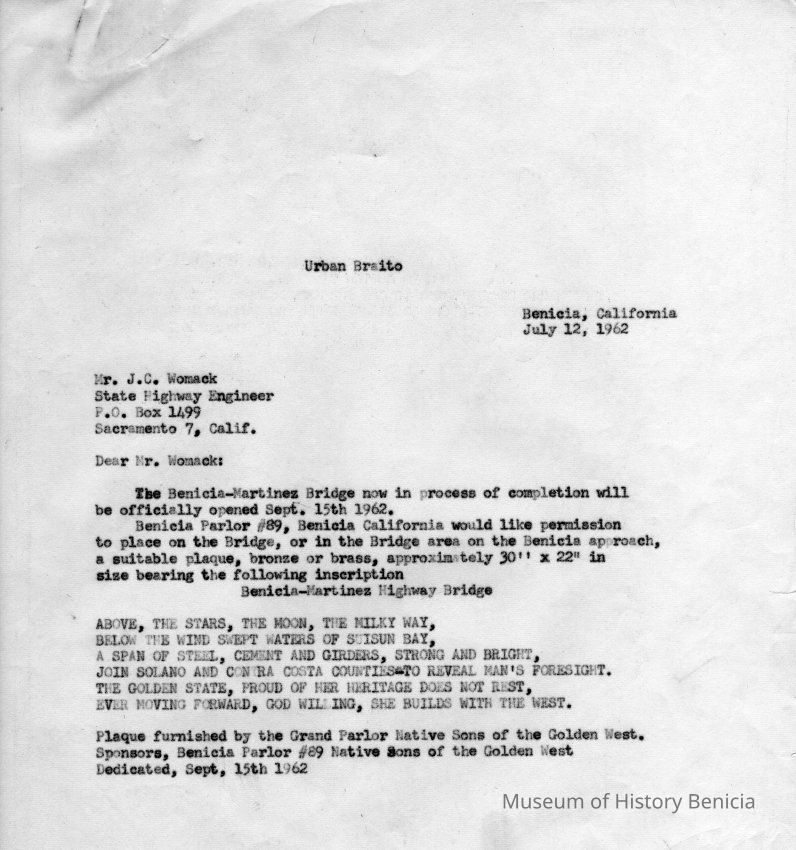 Urban Braito
Benicia, California
July 12, 1962
Mr. J.C. Womack
State Highway Engineer
P.O. Box 1499
Sacramento 7, Calif.
Dear Mr. Womack:
The Benicia-Martinez Bridge now in process of completion will
be officially opened Sept. 15th 1962.
Benicia Parlor #89, Benicia California would like permission
to place on the Bridge, or in the Bridge area on the Benicia approach,
a suitable plaque, bronze or brass, approximately 30'' x 22" in
size bearing the following inscription
Benicia-Martinez Highway Bridge
ABOVE, THE STARS, THE MOON, THE MILKY WAY,
BELOW THE WIND SWEPT WATERS OF SUISUN BAY,
A SPAN OF STEEL, CEMENT AND GIRDERS, STRONG AND BRIGHT,
JOIN SOLANO AND CONTRA COSTA COUNTIES-TO REVEAL MAN'S FORESIGHT.
THE GOLDEN STATE, PROUD OF HER HERITAGE DOES NOT REST,
EVER MOVING FORWARD, GOD WILLING, SHE BUILDS WITH THE WEST.
Plaque furnished by the Grand Parlor Native Sons of the Golden West.
Sponsors, Benicia Parlor #89 Native Sons of the Golden West
Dedicated, Sept, 15th 1962
Museum of History Benicia